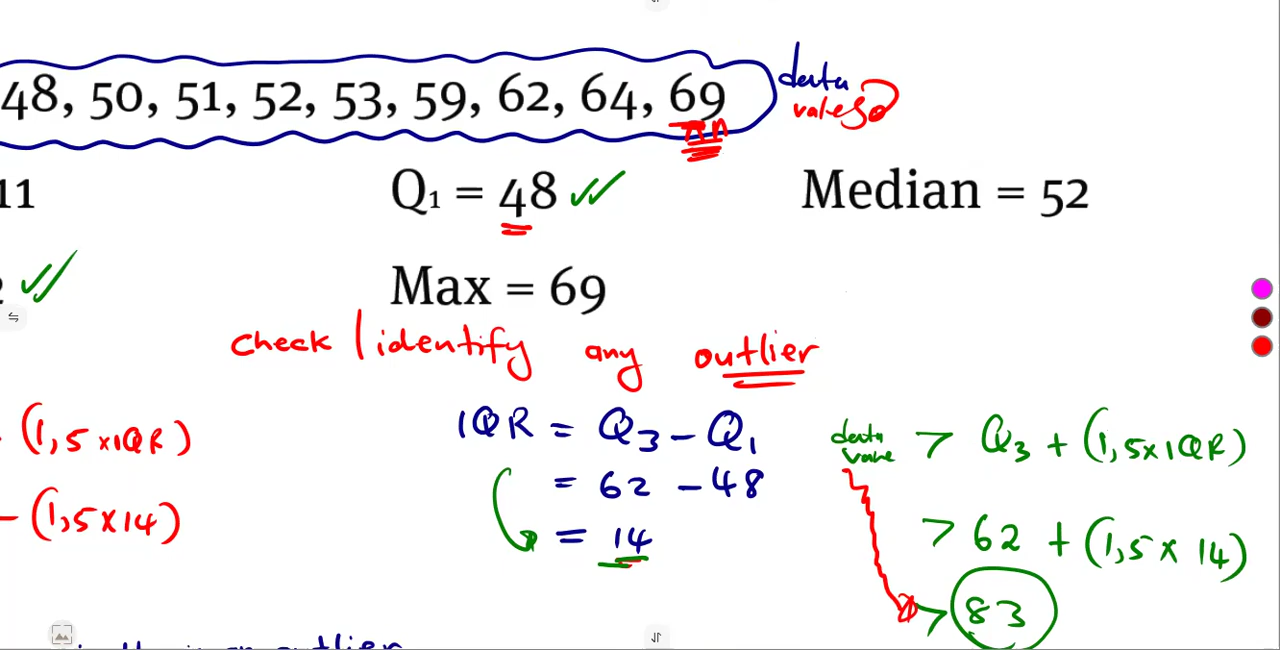 48, 50, 51, 52, 53, 59, 62, 64, 69 data
values
11 Q1 = 48 Median = 52
Max = 69
check / identify any outlier
(1,5 × IQR) IQR = Q3 - Q1 data value > Q3 + (1,5 × IQR)
= 62 - 48
- (1,5 × 14) = 14 > 62 + (1,5 × 14)
> 83
outlier